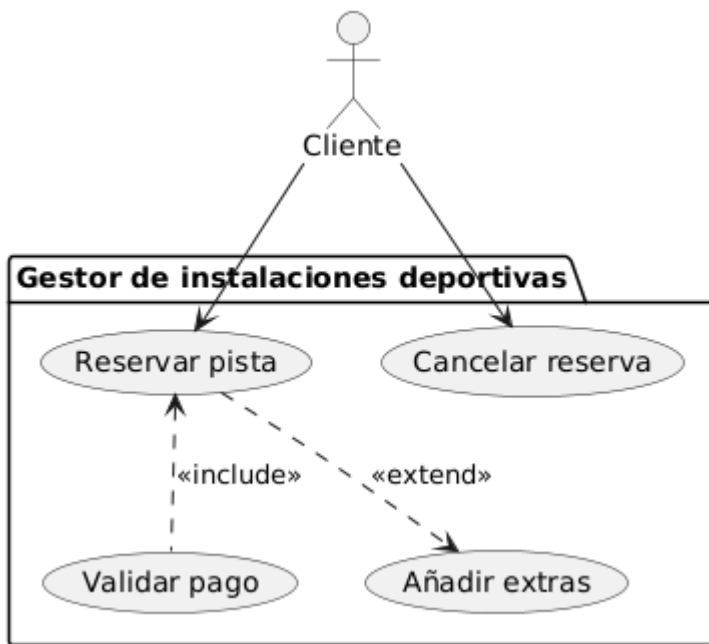 Cliente
Gestor de instalaciones deportivas
Reservar pista
Cancelar reserva
«include»
«extend»
Validar pago
Añadir extras